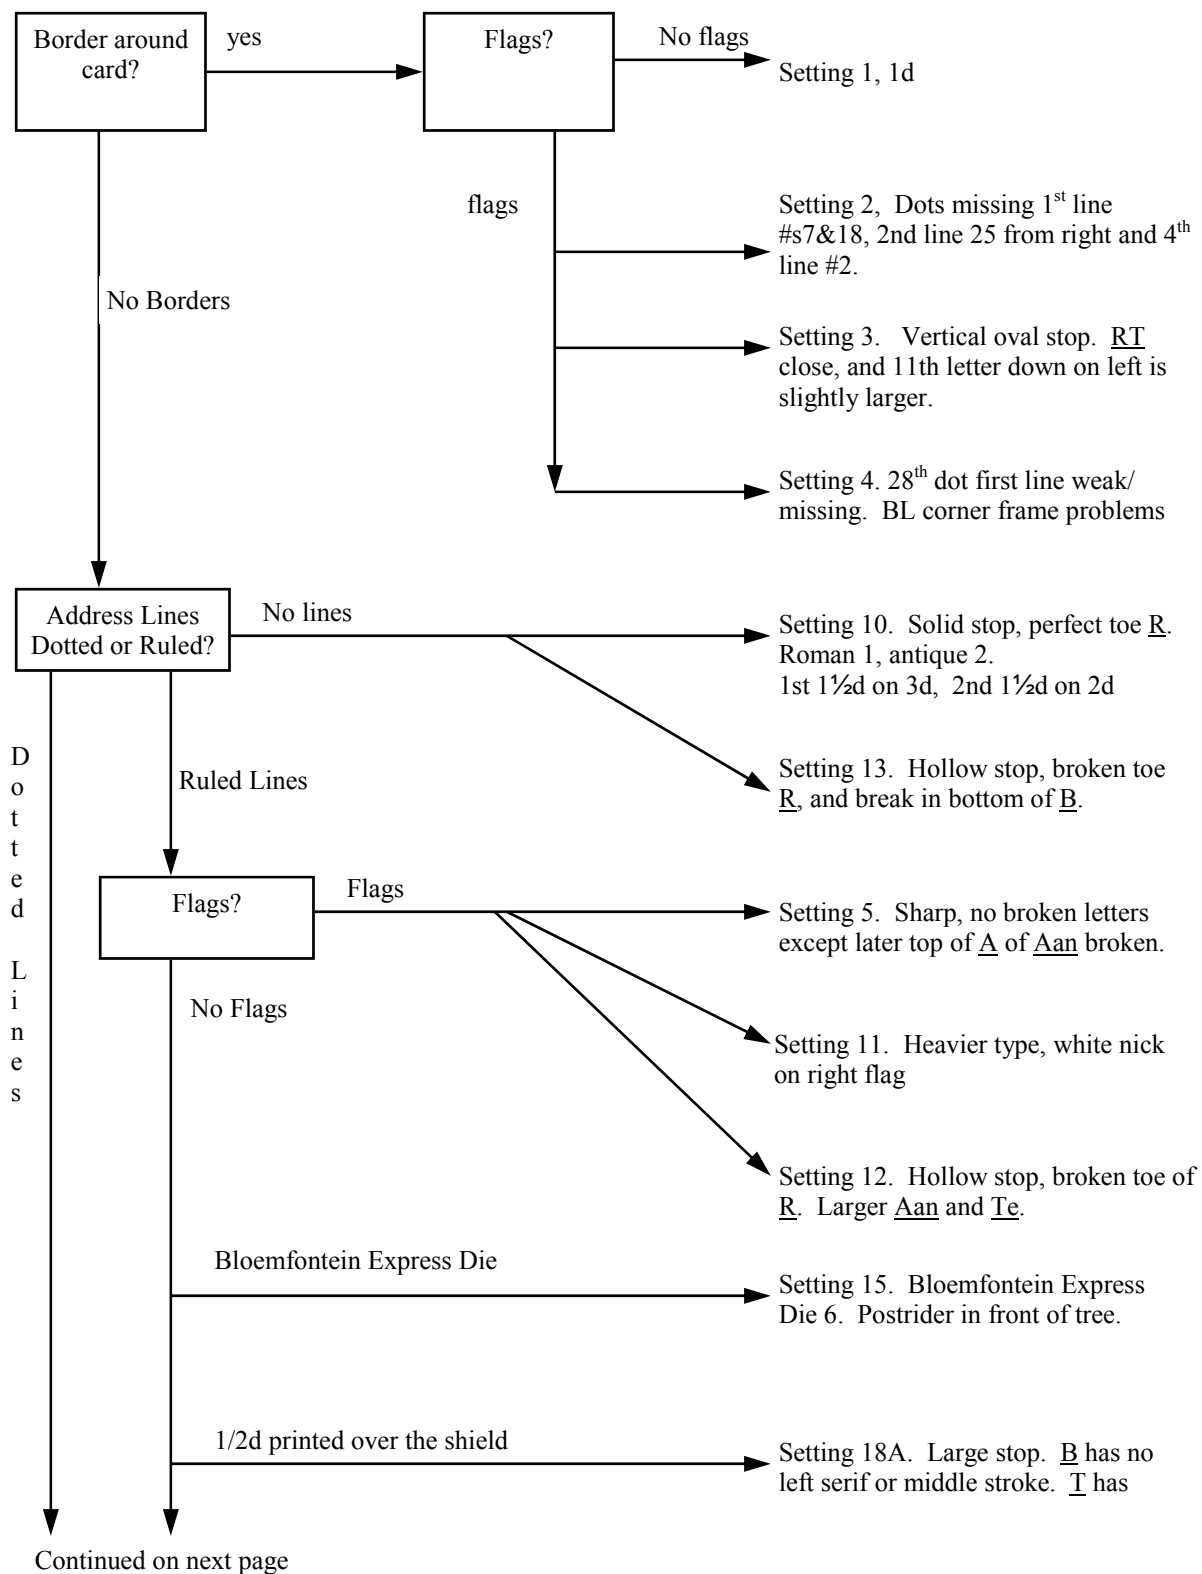 Border around
card?
yes
Flags?
No flags
Setting 1, 1d
flags
Setting 2, Dots missing 1st line
#s7&18, 2nd line 25 from right and 4th
line #2.
No Borders
Setting 3. Vertical oval stop. RT
close, and 11th letter down on left is
slightly larger.
Setting 4. 28th dot first line weak/
missing. BL corner frame problems
Address Lines
Dotted or Ruled?
No lines
Setting 10. Solid stop, perfect toe R.
Roman 1, antique 2.
1st 1½d on 3d, 2nd 1½d on 2d
Dotted Lines
Ruled Lines
Setting 13. Hollow stop, broken toe
R, and break in bottom of B.
Flags?
Flags
Setting 5. Sharp, no broken letters
except later top of A of Aan broken.
No Flags
Setting 11. Heavier type, white nick
on right flag
Setting 12. Hollow stop, broken toe of
R. Larger Aan and Te.
Bloemfontein Express Die
Setting 15. Bloemfontein Express
Die 6. Postrider in front of tree.
1/2d printed over the shield
Setting 18A. Large stop. B has no
left serif or middle stroke. T has
Continued on next page